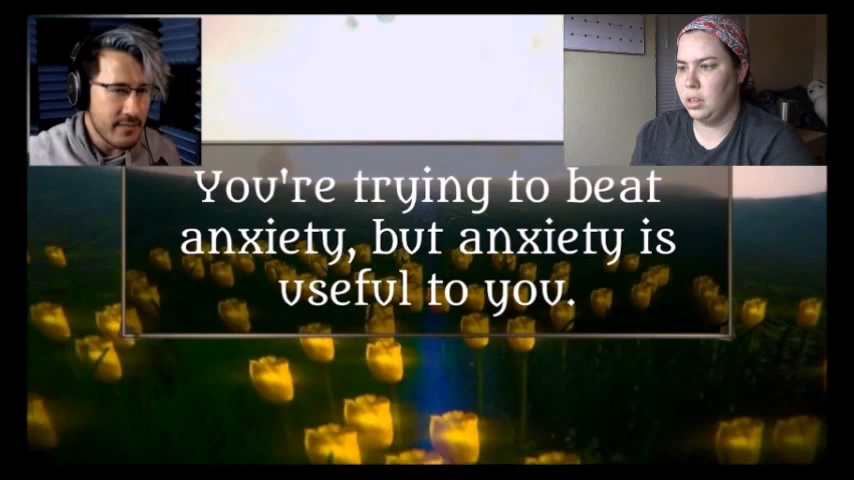 You're trying to beat
anxiety, but anxiety is
useful to you.